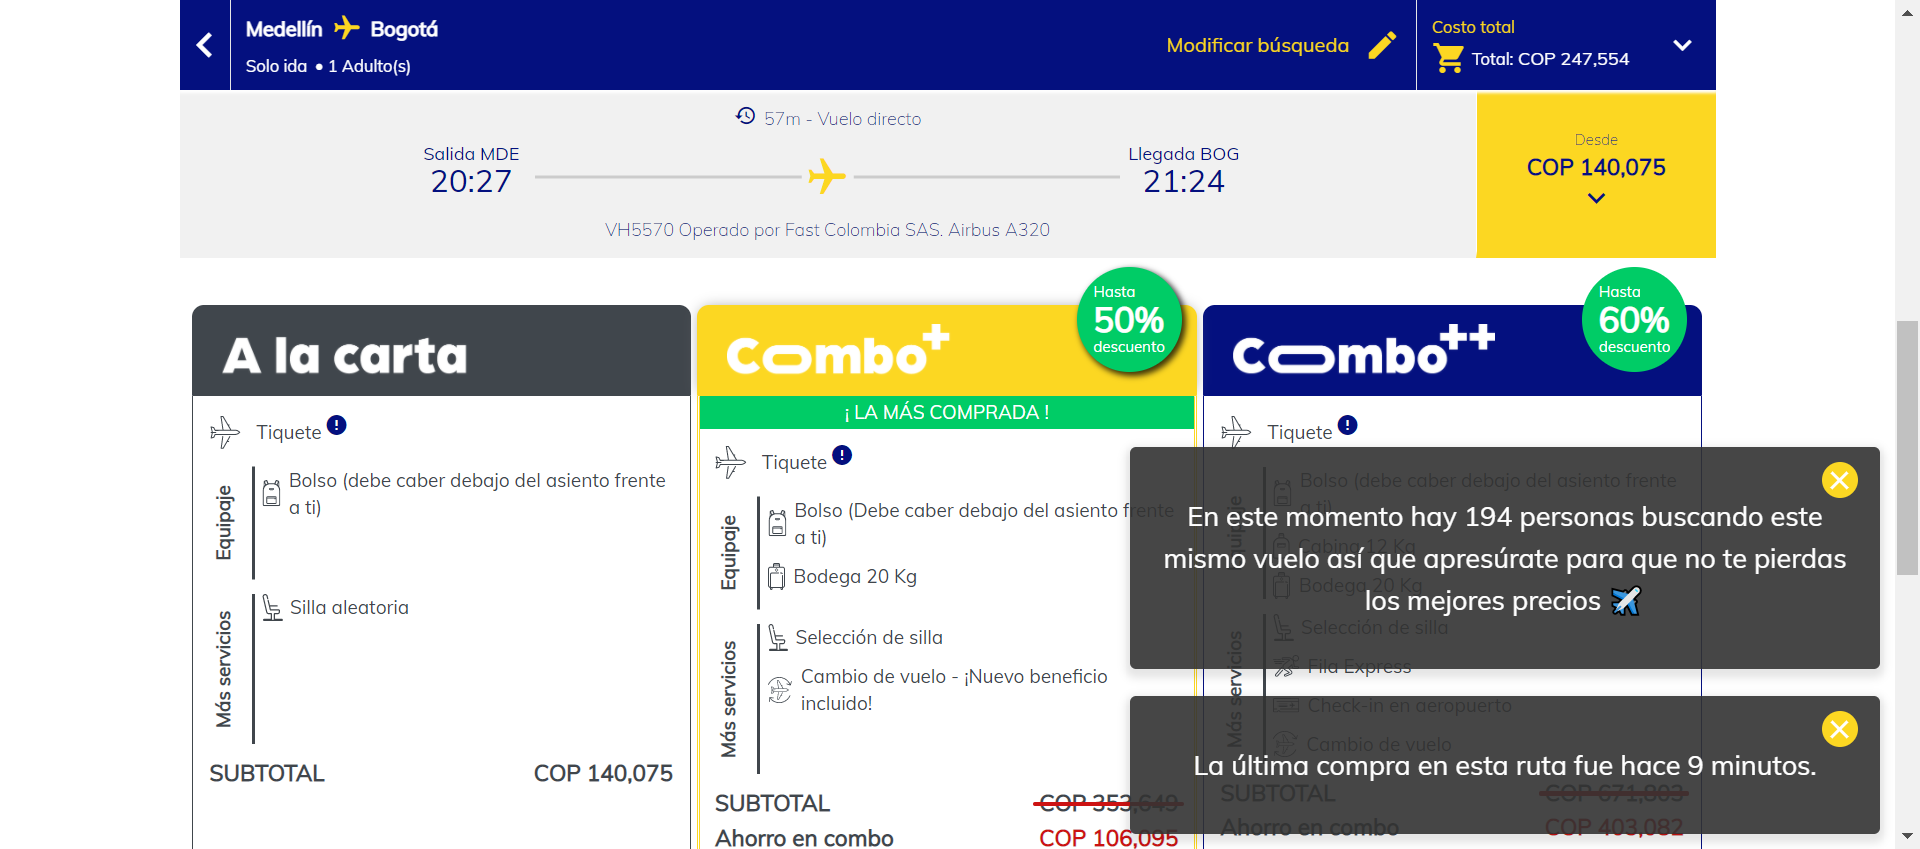 Medellín Bogotá
Solo ida • 1 Adulto(s)
Modificar búsqueda
Costo total
Total: COP 247,554
57m - Vuelo directo
Salida MDE
20:27
Llegada BOG
21:24
VH5570 Operado por Fast Colombia SAS. Airbus A320
Desde
COP 140,075
A la carta
Tiquete
Equipaje
Bolso (debe caber debajo del asiento frente
a ti)
Más servicios
Silla aleatoria
SUBTOTAL COP 140,075
Combo+
Hasta
50%
descuento
¡ LA MÁS COMPRADA !
Tiquete
Equipaje
Bolso (Debe caber debajo del asiento frente
a ti)
Bodega 20 Kg
Más servicios
Selección de silla
Cambio de vuelo - ¡Nuevo beneficio
incluido!
SUBTOTAL COP 353,649
Ahorro en combo COP 106,095
Combo++
Hasta
60%
descuento
Tiquete
Equipaje
Bolso (debe caber debajo del asiento frente
a ti)
Cabina 12 Kg
Bodega 20 Kg
Más servicios
Selección de silla
Fila Express
Check-in en aeropuerto
Cambio de vuelo
SUBTOTAL COP 671,803
Ahorro en combo COP 403,082
En este momento hay 194 personas buscando este
mismo vuelo así que apresúrate para que no te pierdas
los mejores precios
La última compra en esta ruta fue hace 9 minutos.